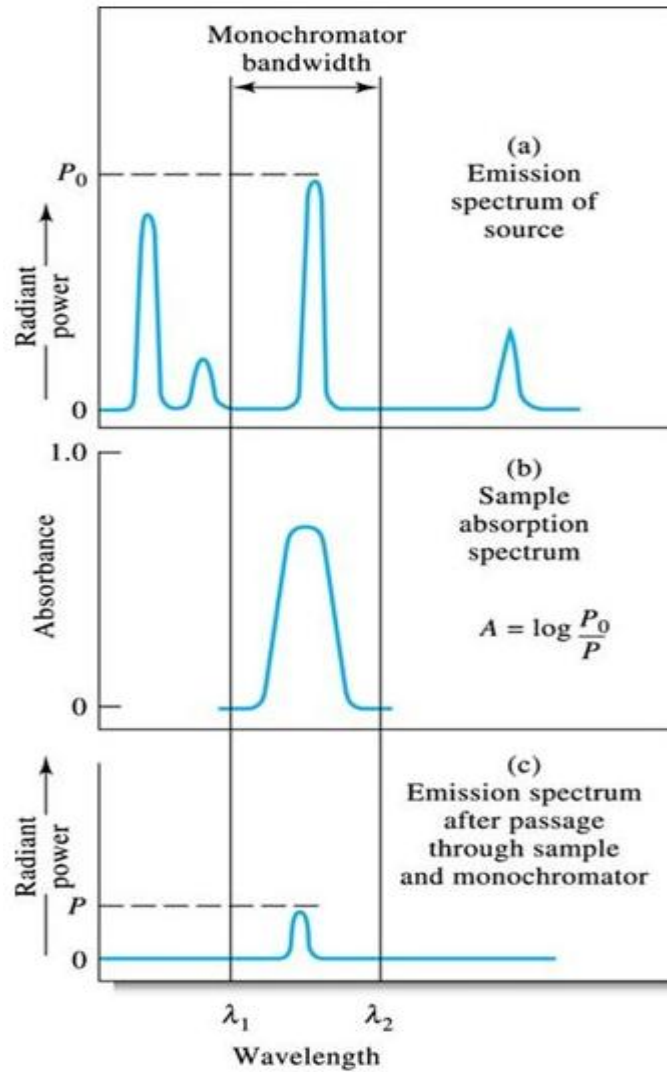 Monochromator
bandwidth
P0
(a)
Emission
spectrum of
source
Radiant
power
0
1.0
(b)
Sample
absorption
spectrum
Absorbance
A = log P0/P
0
(c)
Emission spectrum
after passage
through sample
and monochromator
Radiant
power
P
0
λ1
λ2
Wavelength